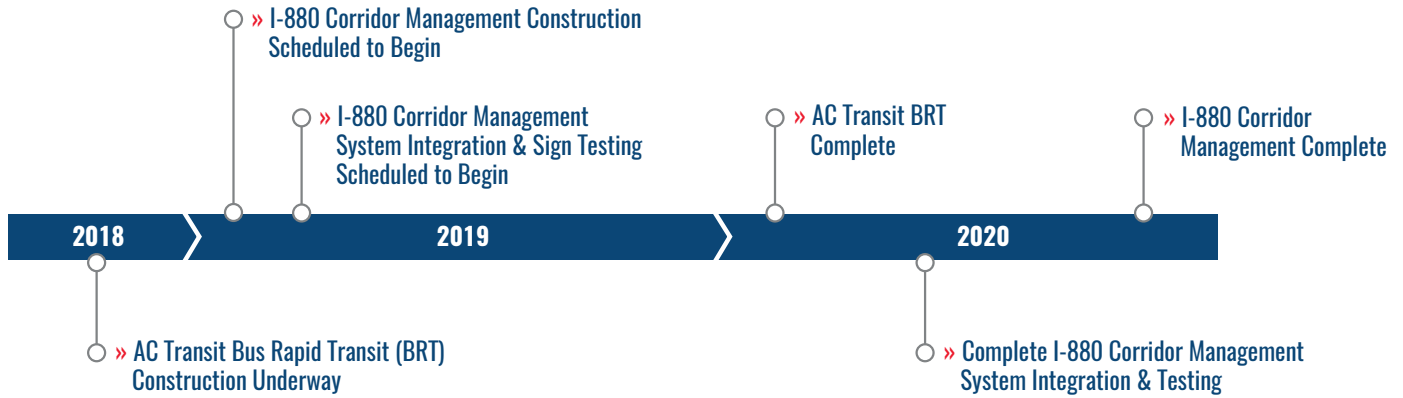 » I-880 Corridor Management Construction
Scheduled to Begin
» I-880 Corridor Management
System Integration & Sign Testing
Scheduled to Begin
» AC Transit BRT
Complete
» I-880 Corridor
Management Complete
2018
2019
2020
» AC Transit Bus Rapid Transit (BRT)
Construction Underway
» Complete I-880 Corridor Management
System Integration & Testing